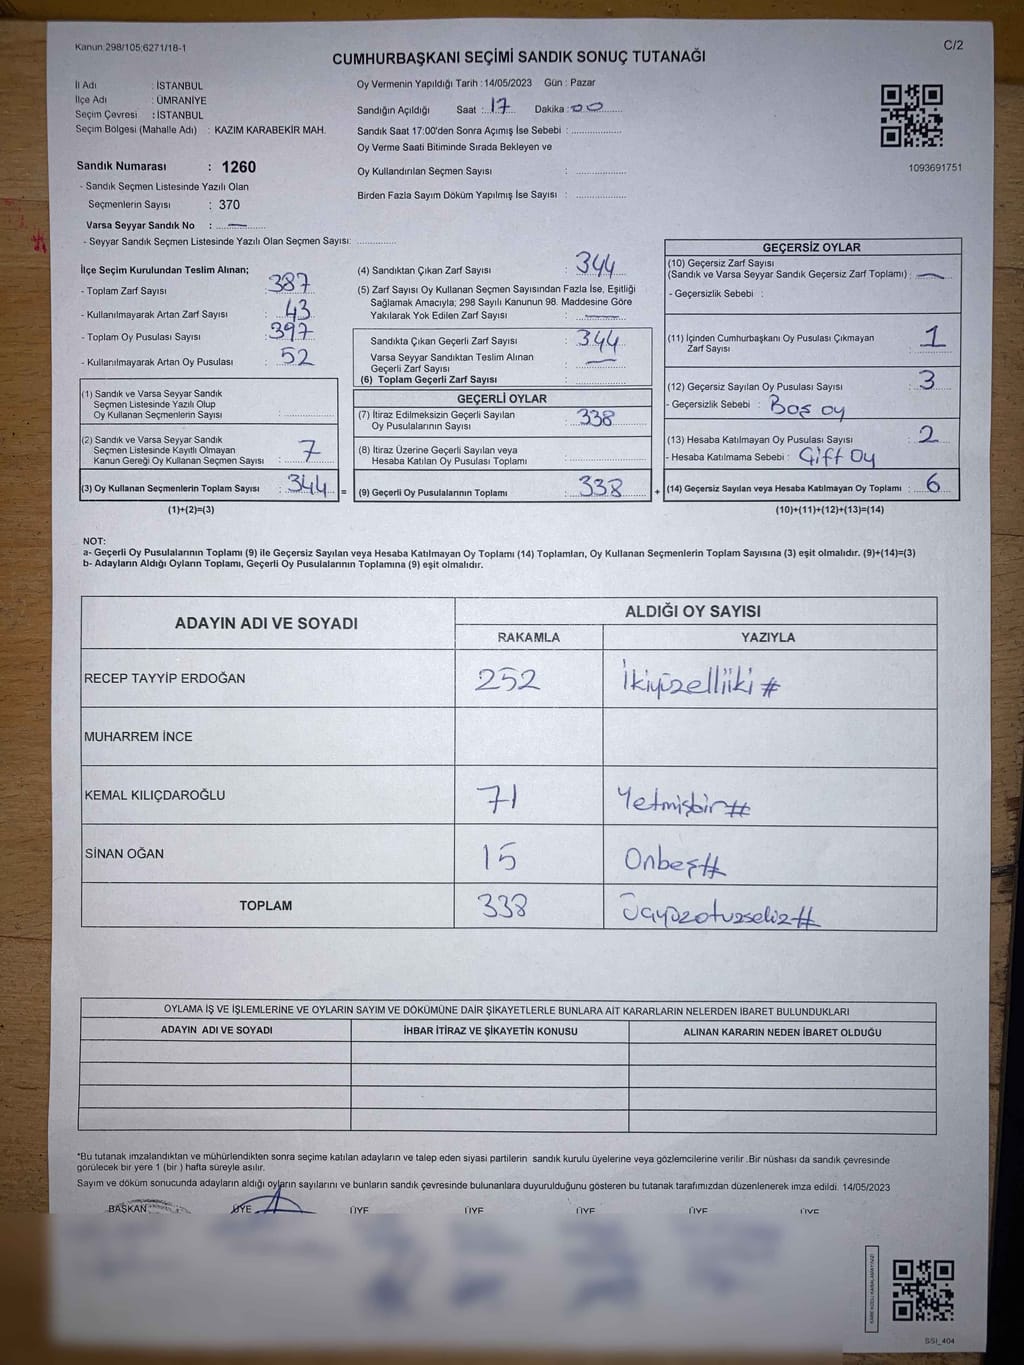 Kanun 298/105;6271/18-1
C/2
CUMHURBAŞKANI SEÇİMİ SANDIK SONUÇ TUTANAĞI
İl Adı : İSTANBUL
İlçe Adı : ÜMRANİYE
Seçim Çevresi : İSTANBUL
Seçim Bölgesi (Mahalle Adı) : KAZIM KARABEKİR MAH.
Sandık Numarası : 1260
- Sandık Seçmen Listesinde Yazılı Olan
Seçmenlerin Sayısı : 370
Varsa Seyyar Sandık No : —
- Seyyar Sandık Seçmen Listesinde Yazılı Olan Seçmen Sayısı: ..............
Oy Vermenin Yapıldığı Tarih : 14/05/2023 Gün : Pazar
Sandığın Açıldığı Saat : 17 Dakika : 00
Sandık Saat 17:00'den Sonra Açımış İse Sebebi : ..................
Oy Verme Saati Bitiminde Sırada Bekleyen ve
Oy Kullandırılan Seçmen Sayısı : ..................
Birden Fazla Sayım Döküm Yapılmış İse Sayısı : ..................
1093691751
İlçe Seçim Kurulundan Teslim Alınan;
- Toplam Zarf Sayısı : 387
- Kullanılmayarak Artan Zarf Sayısı : 43
- Toplam Oy Pusulası Sayısı : 397
- Kullanılmayarak Artan Oy Pusulası : 52
(1) Sandık ve Varsa Seyyar Sandık
Seçmen Listesinde Yazılı Olup
Oy Kullanan Seçmenlerin Sayısı : ..................
(2) Sandık ve Varsa Seyyar Sandık
Seçmen Listesinde Kayıtlı Olmayan
Kanun Gereği Oy Kullanan Seçmen Sayısı : 7
(3) Oy Kullanan Seçmenlerin Toplam Sayısı : 344 =
(1)+(2)=(3)
(4) Sandıktan Çıkan Zarf Sayısı : 344
(5) Zarf Sayısı Oy Kullanan Seçmen Sayısından Fazla İse, Eşitliği
Sağlamak Amacıyla; 298 Sayılı Kanunun 98. Maddesine Göre
Yakılarak Yok Edilen Zarf Sayısı : —
Sandıkta Çıkan Geçerli Zarf Sayısı : 344
Varsa Seyyar Sandıktan Teslim Alınan
Geçerli Zarf Sayısı : —
(6) Toplam Geçerli Zarf Sayısı : ..................
GEÇERLİ OYLAR
(7) İtiraz Edilmeksizin Geçerli Sayılan
Oy Pusulalarının Sayısı : 338
(8) İtiraz Üzerine Geçerli Sayılan veya
Hesaba Katılan Oy Pusulası Toplamı : ..................
(9) Geçerli Oy Pusulalarının Toplamı : 338 +
GEÇERSİZ OYLAR
(10) Geçersiz Zarf Sayısı
(Sandık ve Varsa Seyyar Sandık Geçersiz Zarf Toplamı) : —
- Geçersizlik Sebebi :
(11) İçinden Cumhurbaşkanı Oy Pusulası Çıkmayan
Zarf Sayısı : 1
(12) Geçersiz Sayılan Oy Pusulası Sayısı : 3
- Geçersizlik Sebebi : Boş oy
(13) Hesaba Katılmayan Oy Pusulası Sayısı : 2
- Hesaba Katılmama Sebebi : Çift Oy
(14) Geçersiz Sayılan veya Hesaba Katılmayan Oy Toplamı : 6
(10)+(11)+(12)+(13)=(14)
NOT:
a- Geçerli Oy Pusulalarının Toplamı (9) ile Geçersiz Sayılan veya Hesaba Katılmayan Oy Toplamı (14) Toplamları, Oy Kullanan Seçmenlerin Toplam Sayısına (3) eşit olmalıdır. (9)+(14)=(3)
b- Adayların Aldığı Oyların Toplamı, Geçerli Oy Pusulalarının Toplamına (9) eşit olmalıdır.
ADAYIN ADI VE SOYADI
ALDIĞI OY SAYISI
RAKAMLA YAZIYLA
RECEP TAYYİP ERDOĞAN 252 İkiyüzelliiki #
MUHARREM İNCE
KEMAL KILIÇDAROĞLU 71 Yetmişbir #
SİNAN OĞAN 15 Onbeş #
TOPLAM 338 Üçyüzotuzsekiz #
OYLAMA İŞ VE İŞLEMLERİNE VE OYLARIN SAYIM VE DÖKÜMÜNE DAİR ŞİKAYETLERLE BUNLARA AİT KARARLARIN NELERDEN İBARET BULUNDUKLARI
ADAYIN ADI VE SOYADI İHBAR İTİRAZ VE ŞİKAYETİN KONUSU ALINAN KARARIN NEDEN İBARET OLDUĞU
*Bu tutanak imzalandıktan ve mühürlendikten sonra seçime katılan adayların ve talep eden siyasi partilerin sandık kurulu üyelerine veya gözlemcilerine verilir .Bir nüshası da sandık çevresinde
görülecek bir yere 1 (bir ) hafta süreyle asılır.
Sayım ve döküm sonucunda adayların aldığı oyların sayılarını ve bunların sandık çevresinde bulunanlara duyurulduğunu gösteren bu tutanak tarafımızdan düzenlenerek imza edildi. 14/05/2023
BAŞKAN ÜYE ÜYE ÜYE ÜYE ÜYE ÜYE
SSI_404